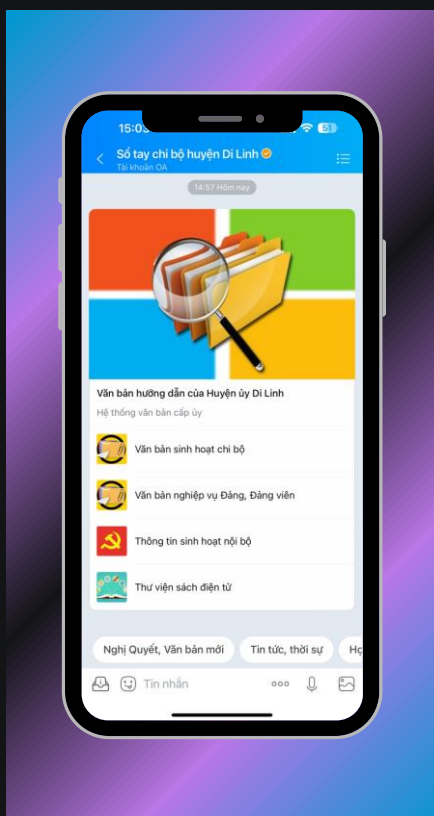 15:03
51
Sổ tay chi bộ huyện Di Linh
Tài khoản OA
14:57 Hôm nay
Văn bản hướng dẫn của Huyện ủy Di Linh
Hệ thống văn bản cấp ủy
Văn bản sinh hoạt chi bộ
Văn bản nghiệp vụ Đảng, Đảng viên
Thông tin sinh hoạt nội bộ
Thư viện sách điện tử
Nghị Quyết, Văn bản mới
Tin tức, thời sự
Họ
Tin nhắn